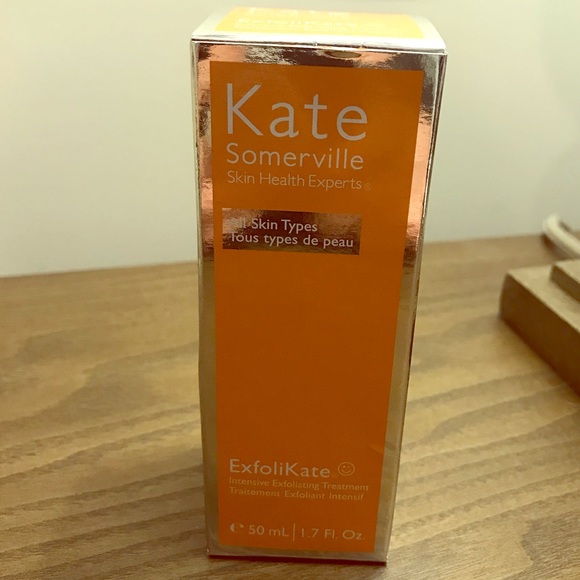 Kate
Somerville
Skin Health Experts®
All Skin Types
Tous types de peau
ExfoliKate
Intensive Exfoliating Treatment
Traitement Exfoliant Intensif
℮ 50 mL | 1.7 Fl. Oz.